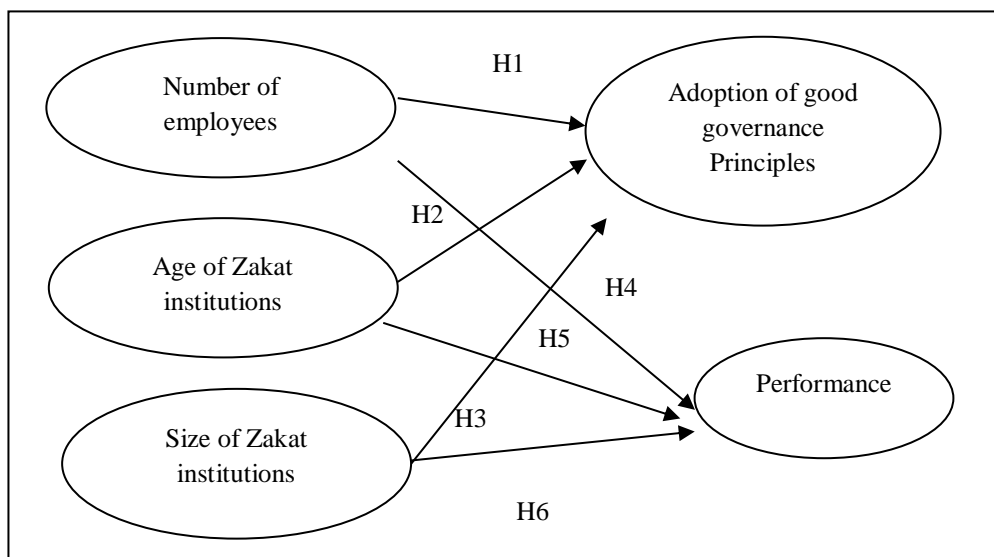 H1
Number of
employees
Adoption of good
governance
Principles
H2
Age of Zakat
institutions
H4
H5
Performance
H3
Size of Zakat
institutions
H6